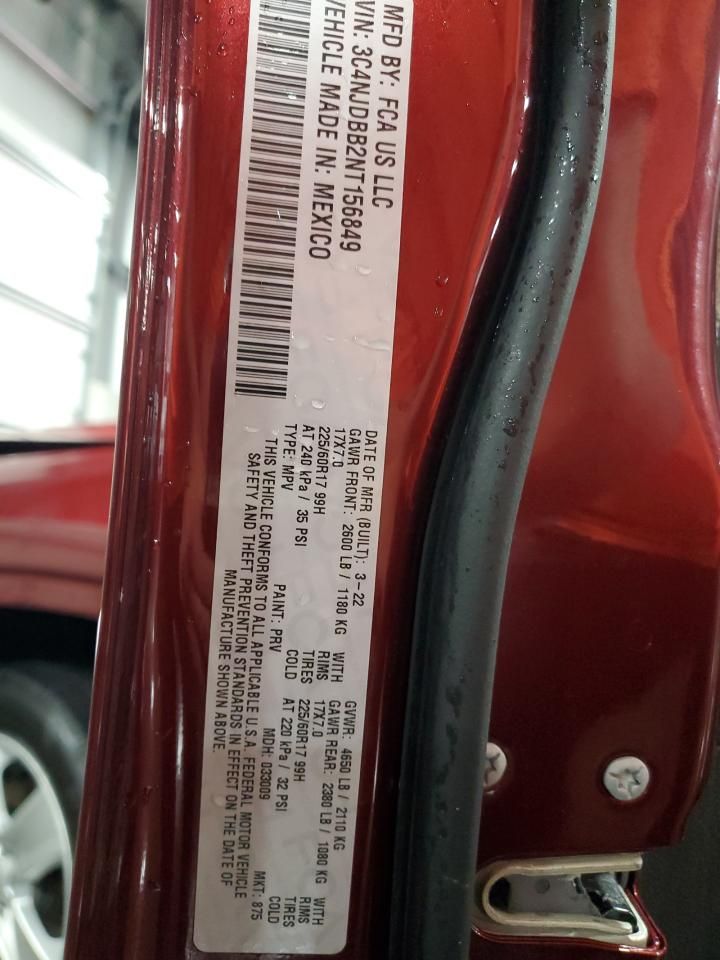 MFD BY: FCA US LLC
VIN: 3C4NJDBB2NT156849
VEHICLE MADE IN: MEXICO
DATE OF MFR (BUILT): 3-22 GVWR: 4650 LB / 2110 KG
GAWR FRONT: 2600 LB / 1180 KG WITH GAWR REAR: 2380 LB / 1080 KG WITH
17X7.0 RIMS 17X7.0 RIMS
225/60R17 99H TIRES 225/60R17 99H TIRES
AT 240 kPa / 35 PSI COLD AT 220 kPa / 32 PSI COLD
TYPE: MPV PAINT: PRV MDH: 033009 MKT: 875
THIS VEHICLE CONFORMS TO ALL APPLICABLE U.S.A. FEDERAL MOTOR VEHICLE
SAFETY AND THEFT PREVENTION STANDARDS IN EFFECT ON THE DATE OF
MANUFACTURE SHOWN ABOVE.